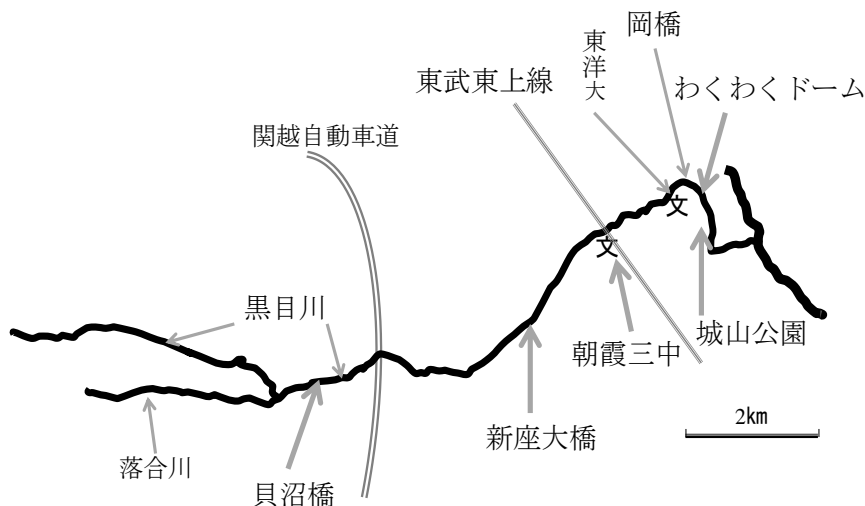 岡橋
東洋大
東武東上線
わくわくドーム
関越自動車道
文
文
黒目川
城山公園
朝霞三中
2㎞
新座大橋
落合川
貝沼橋